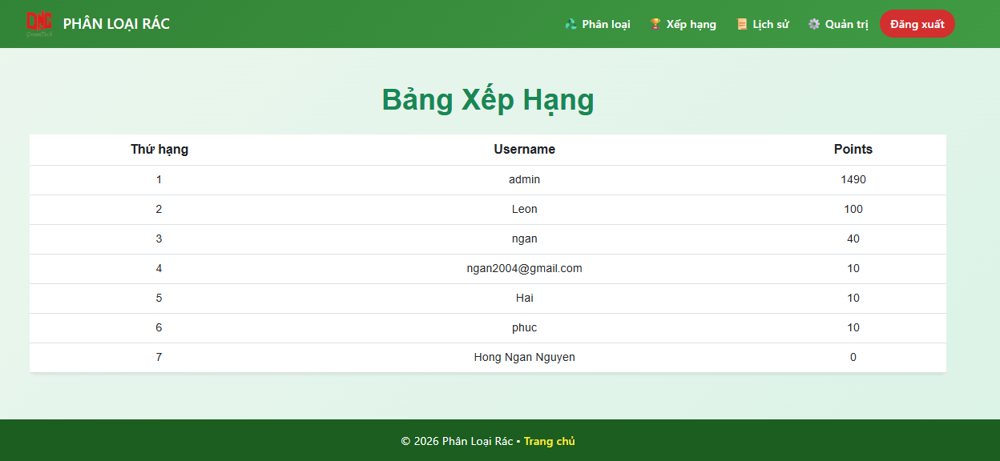 DNC
GreenTech
PHÂN LOẠI RÁC
Phân loại
Xếp hạng
Lịch sử
Quản trị
Đăng xuất
Bảng Xếp Hạng
Thứ hạng Username Points
1 admin 1490
2 Leon 100
3 ngan 40
4 ngan2004@gmail.com 10
5 Hai 10
6 phuc 10
7 Hong Ngan Nguyen 0
© 2026 Phân Loại Rác • Trang chủ